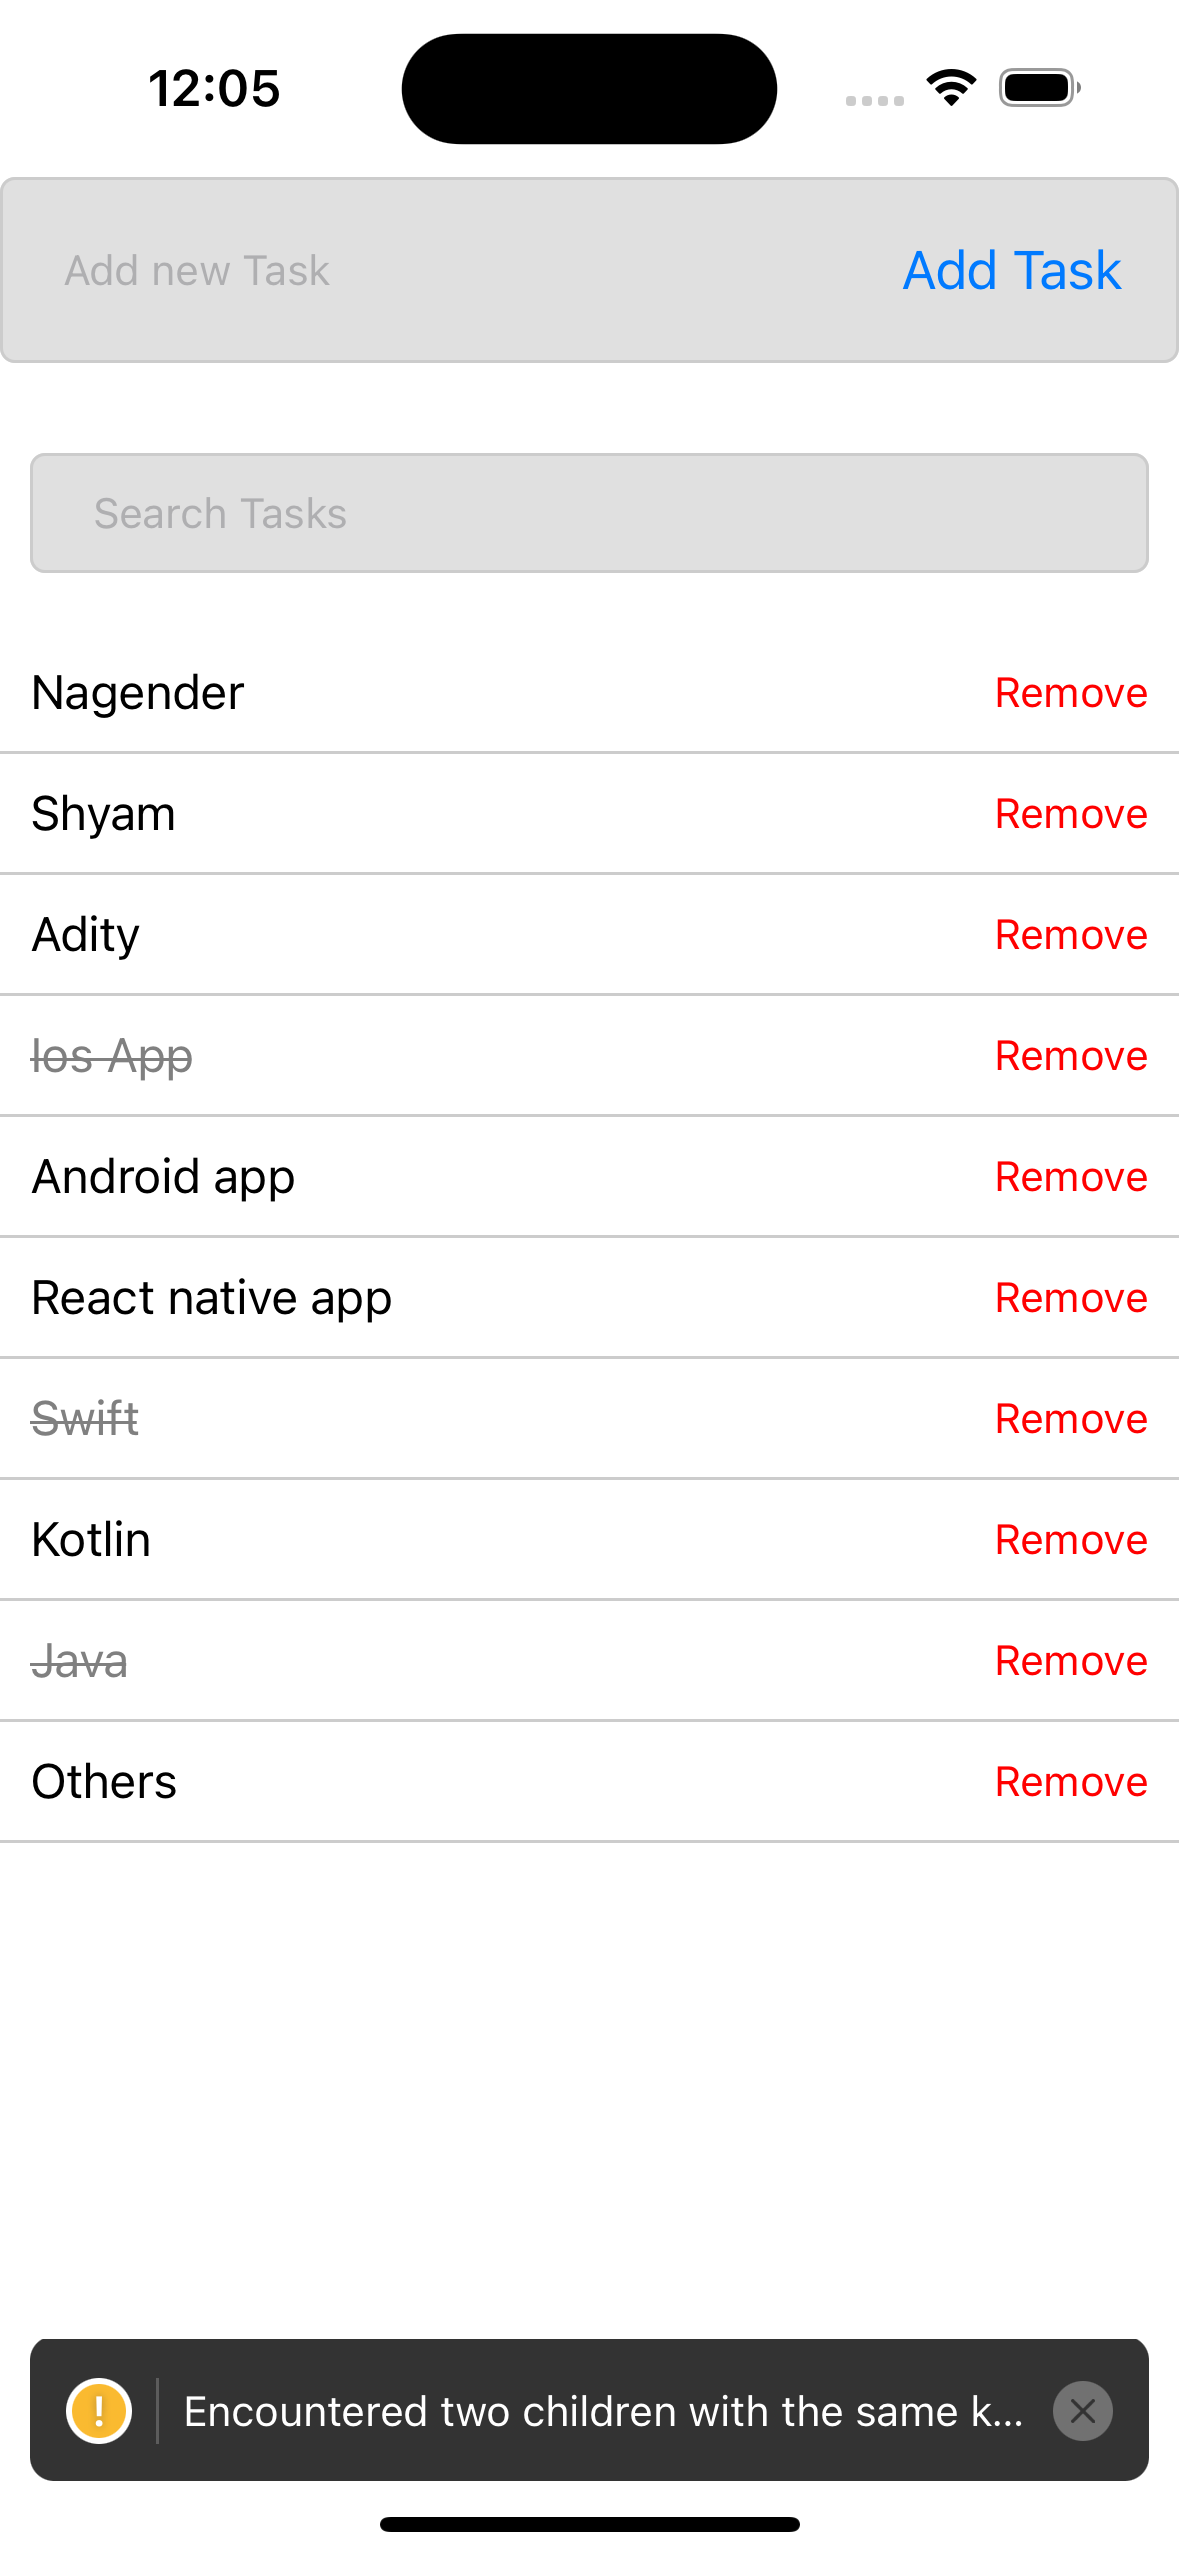 12:05
Add new Task Add Task
Search Tasks
Nagender Remove
Shyam Remove
Adity Remove
Ios App Remove
Android app Remove
React native app Remove
Swift Remove
Kotlin Remove
Java Remove
Others Remove
! Encountered two children with the same k...